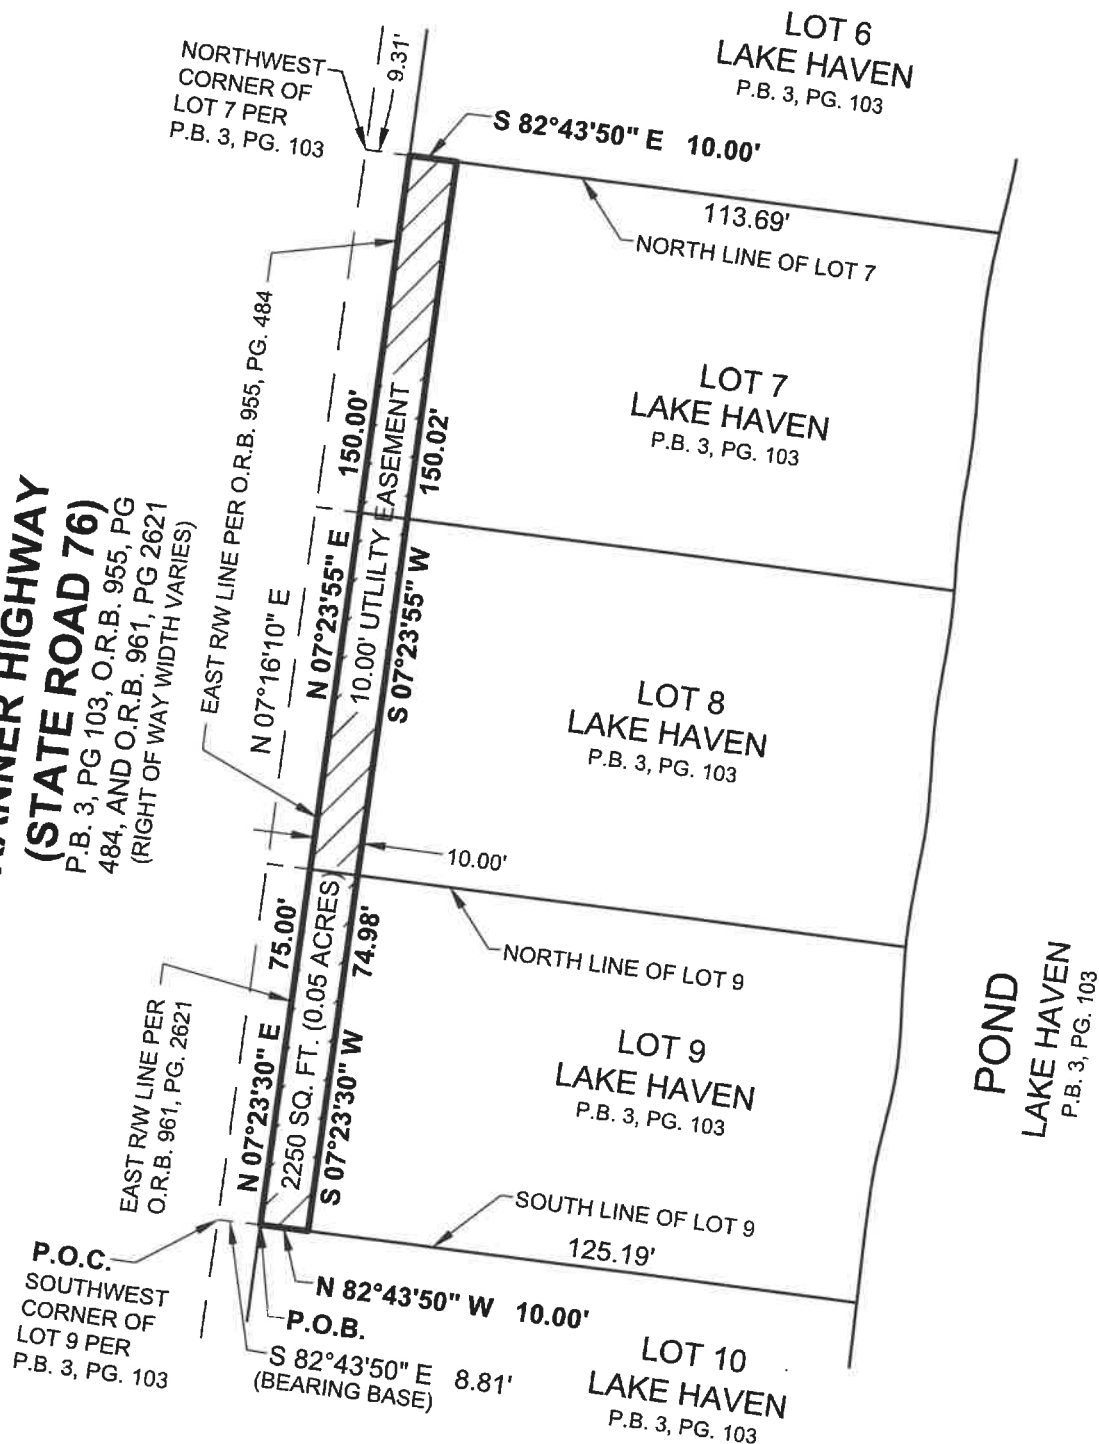 LOT 6
LAKE HAVEN
P.B. 3, PG. 103
NORTHWEST
CORNER OF
LOT 7 PER
P.B. 3, PG. 103
9.31'
S 82°43'50" E 10.00'
113.69'
NORTH LINE OF LOT 7
EAST R/W LINE PER O.R.B. 955, PG. 484
LOT 7
LAKE HAVEN
P.B. 3, PG. 103
150.00'
150.02'
10.00' UTLILTY EASEMENT
N 07°23'55" E
S 07°23'55" W
N 07°16'10" E
HIGHWAY
(STATE ROAD 76)
P.B. 3, PG 103, O.R.B. 955, PG
484, AND O.R.B. 961, PG 2621
(RIGHT OF WAY WIDTH VARIES)
LOT 8
LAKE HAVEN
P.B. 3, PG. 103
10.00'
NORTH LINE OF LOT 9
75.00'
74.98'
2250 SQ. FT. (0.05 ACRES)
N 07°23'30" E
S 07°23'30" W
EAST R/W LINE PER
O.R.B. 961, PG. 2621
LOT 9
LAKE HAVEN
P.B. 3, PG. 103
POND
LAKE HAVEN
P.B. 3, PG. 103
SOUTH LINE OF LOT 9
125.19'
P.O.C.
SOUTHWEST
CORNER OF
LOT 9 PER
P.B. 3, PG. 103
N 82°43'50" W 10.00'
P.O.B.
S 82°43'50" E 8.81'
(BEARING BASE)
LOT 10
LAKE HAVEN
P.B. 3, PG. 103